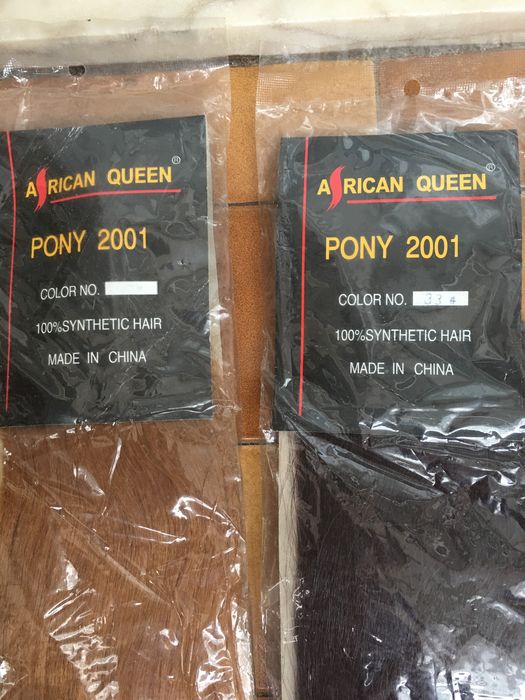 AFRICAN QUEEN®
PONY 2001
COLOR NO.
100%SYNTHETIC HAIR
MADE IN CHINA
AFRICAN QUEEN®
PONY 2001
COLOR NO. 33#
100%SYNTHETIC HAIR
MADE IN CHINA